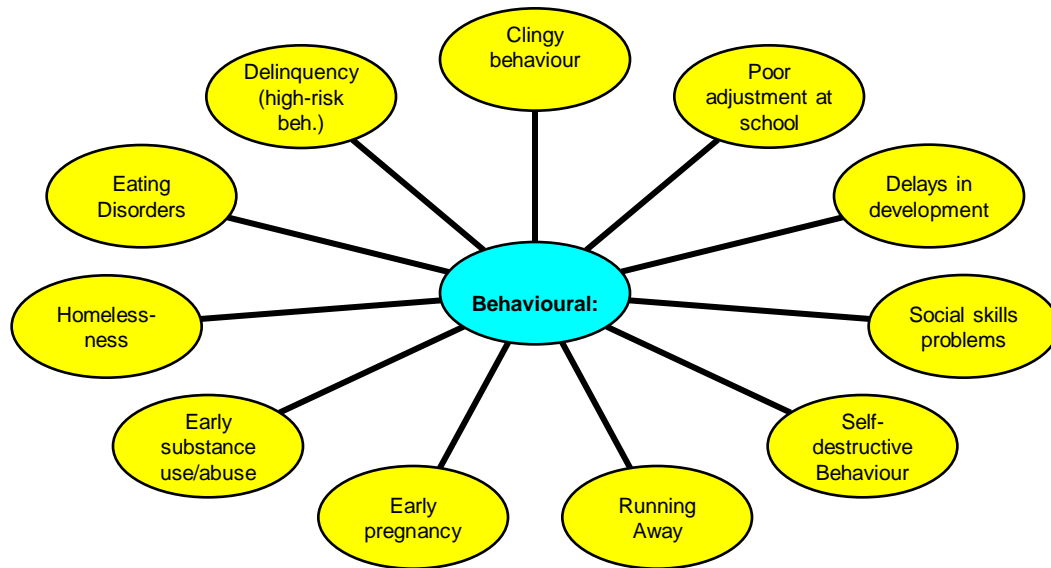 Clingy
behaviour
Poor
adjustment at
school
Delays in
development
Social skills
problems
Self-
destructive
Behaviour
Running
Away
Early
pregnancy
Early
substance
use/abuse
Homeless-
ness
Eating
Disorders
Delinquency
(high-risk
beh.)
Behavioural: